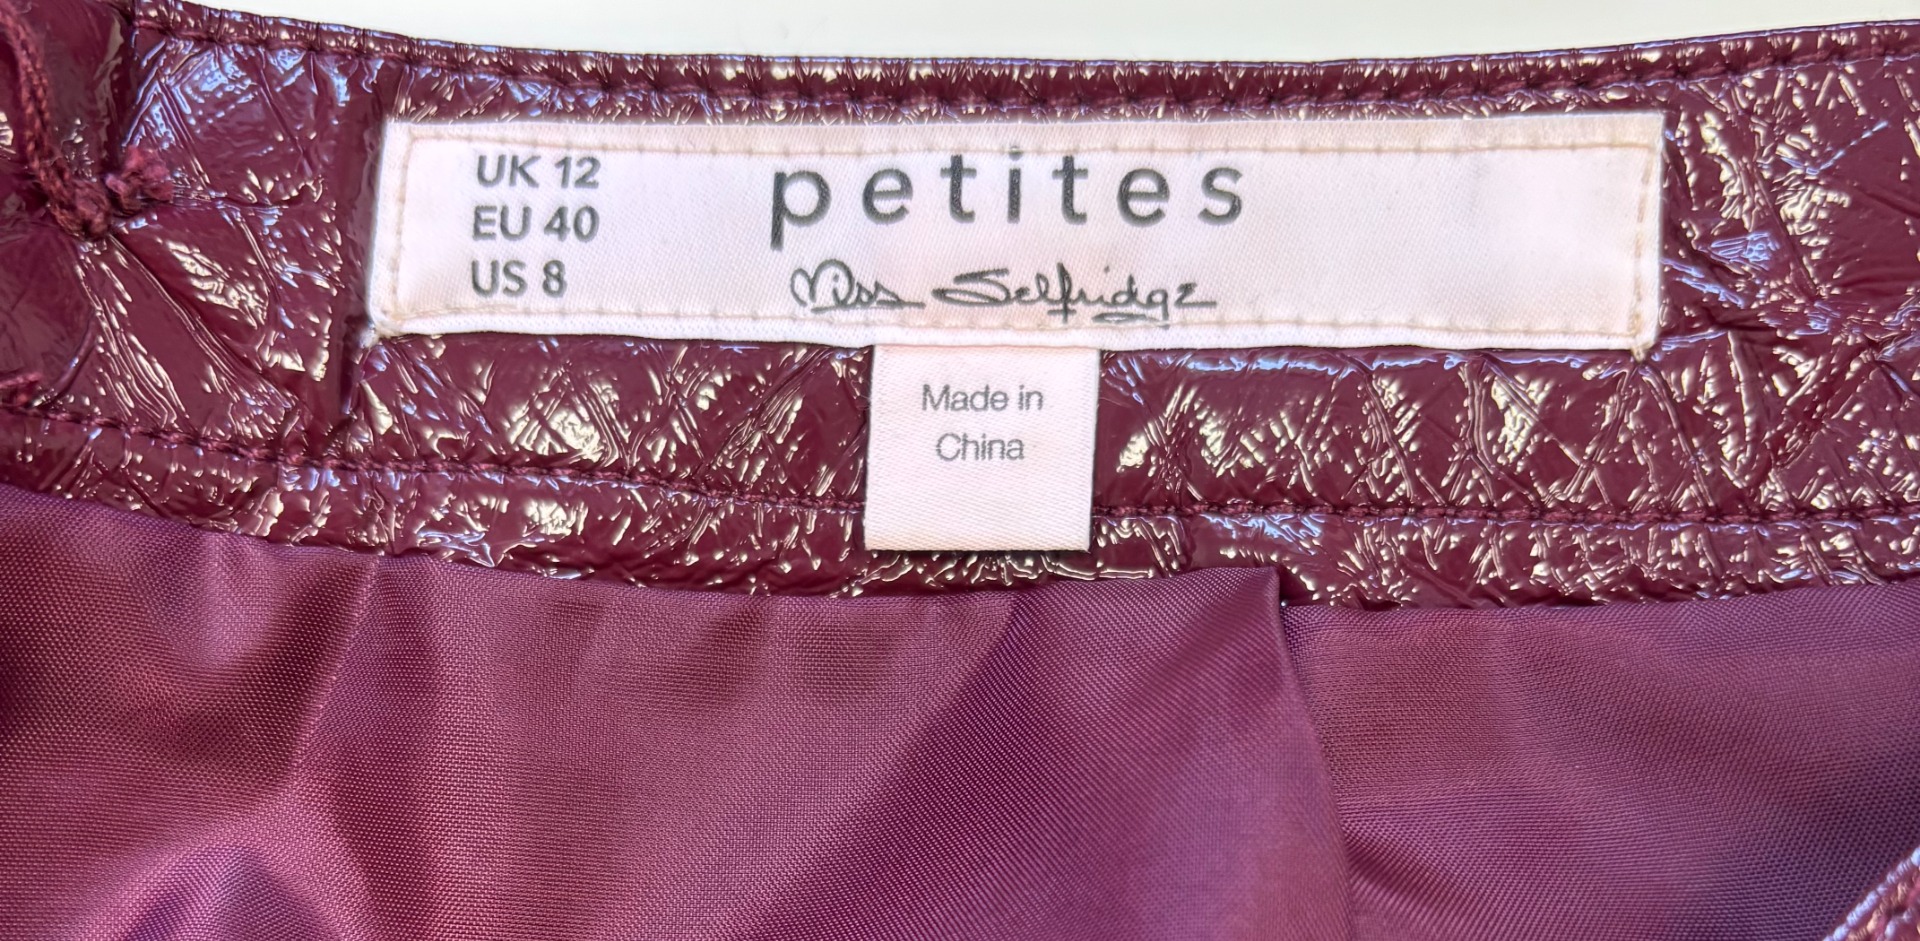 UK 12
EU 40
US 8
petites
Miss Selfridge
Made in
China